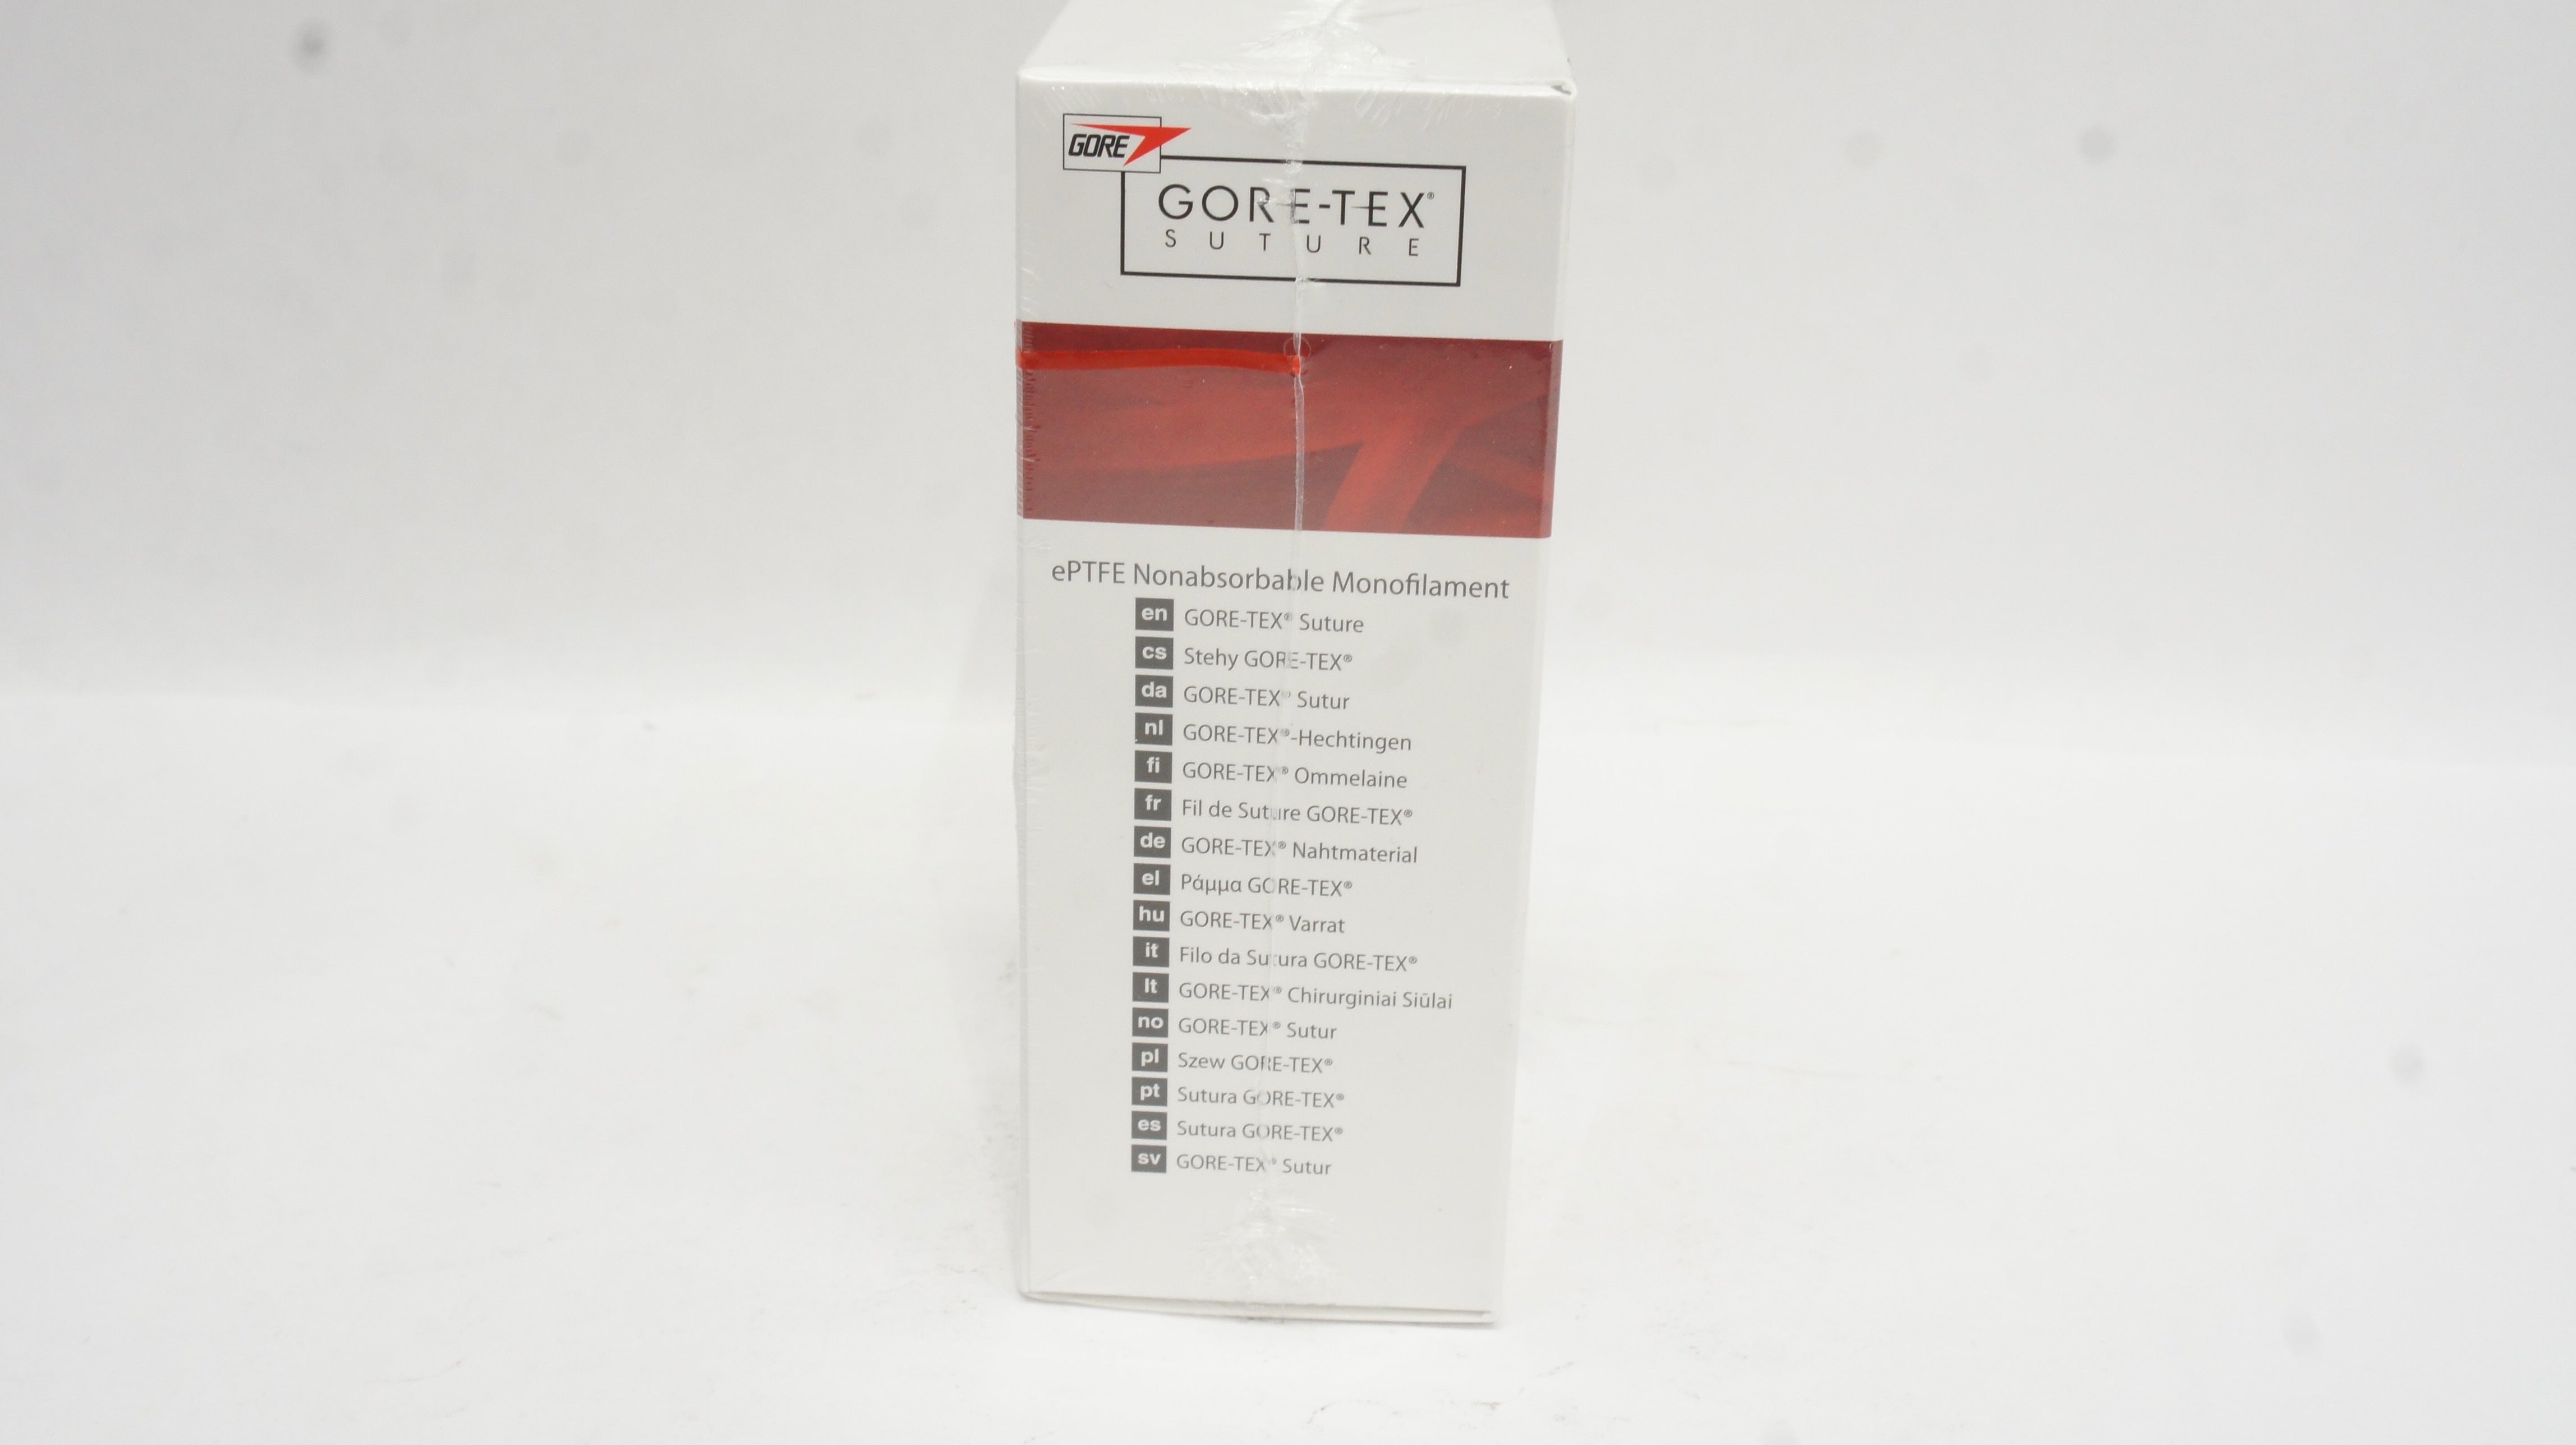 GORE
GORE-TEX®
SUTURE
ePTFE Nonabsorbable Monofilament
en GORE-TEX® Suture
cs Stehy GORE-TEX®
da GORE-TEX® Sutur
nl GORE-TEX®-Hechtingen
fi GORE-TEX® Ommelaine
fr Fil de Suture GORE-TEX®
de GORE-TEX® Nahtmaterial
el Ράμμα GORE-TEX®
hu GORE-TEX® Varrat
it Filo da Sutura GORE-TEX®
lt GORE-TEX® Chirurginiai Siūlai
no GORE-TEX® Sutur
pl Szew GORE-TEX®
pt Sutura GORE-TEX®
es Sutura GORE-TEX®
sv GORE-TEX® Sutur